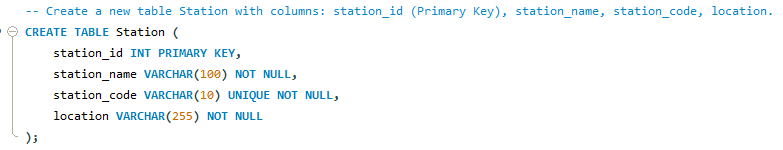 -- Create a new table Station with columns: station_id (Primary Key), station_name, station_code, location.
CREATE TABLE Station (
station_id INT PRIMARY KEY,
station_name VARCHAR(100) NOT NULL,
station_code VARCHAR(10) UNIQUE NOT NULL,
location VARCHAR(255) NOT NULL
);